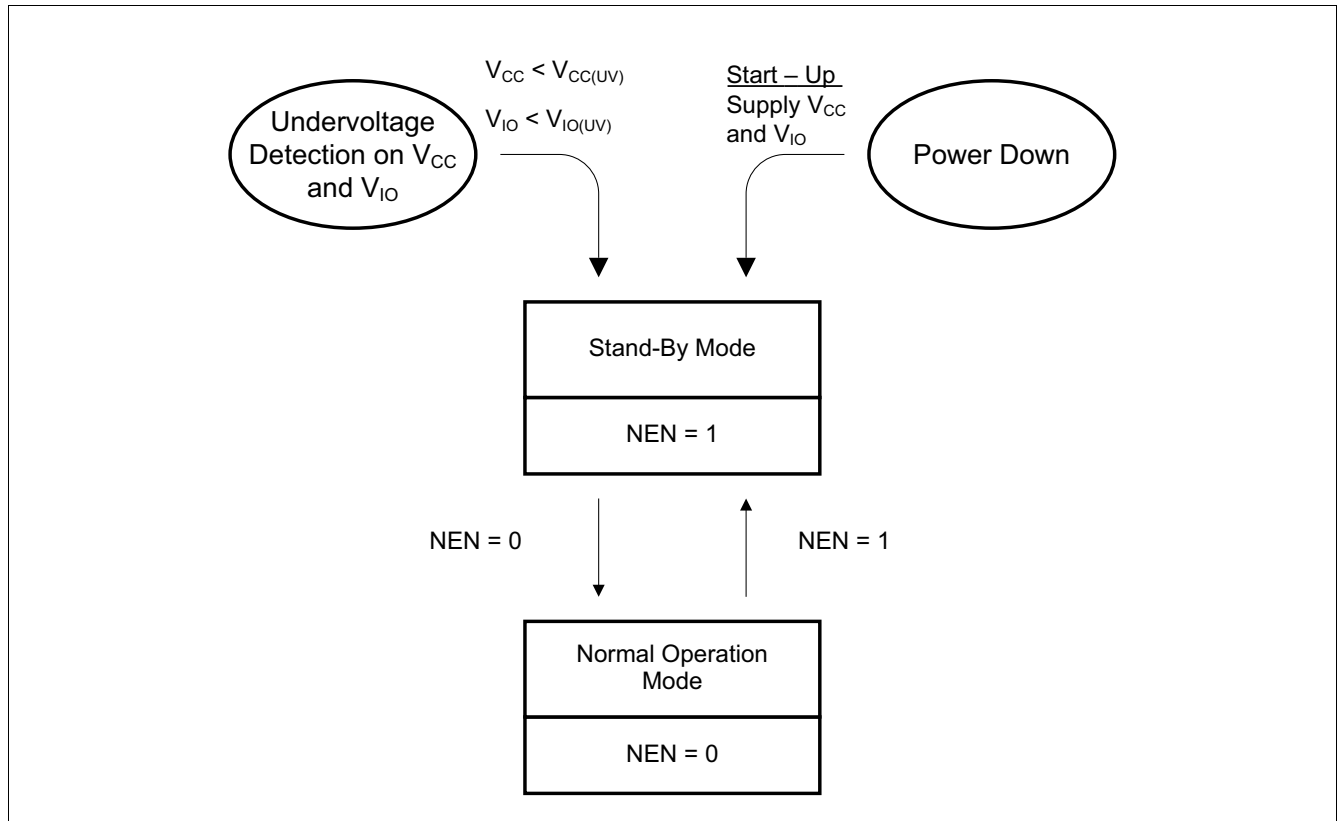 V_CC < V_CC(UV)
V_IO < V_IO(UV)
Undervoltage
Detection on V_CC
and V_IO
Start – Up
Supply V_CC
and V_IO
Power Down
Stand-By Mode
NEN = 1
NEN = 0
NEN = 1
Normal Operation
Mode
NEN = 0